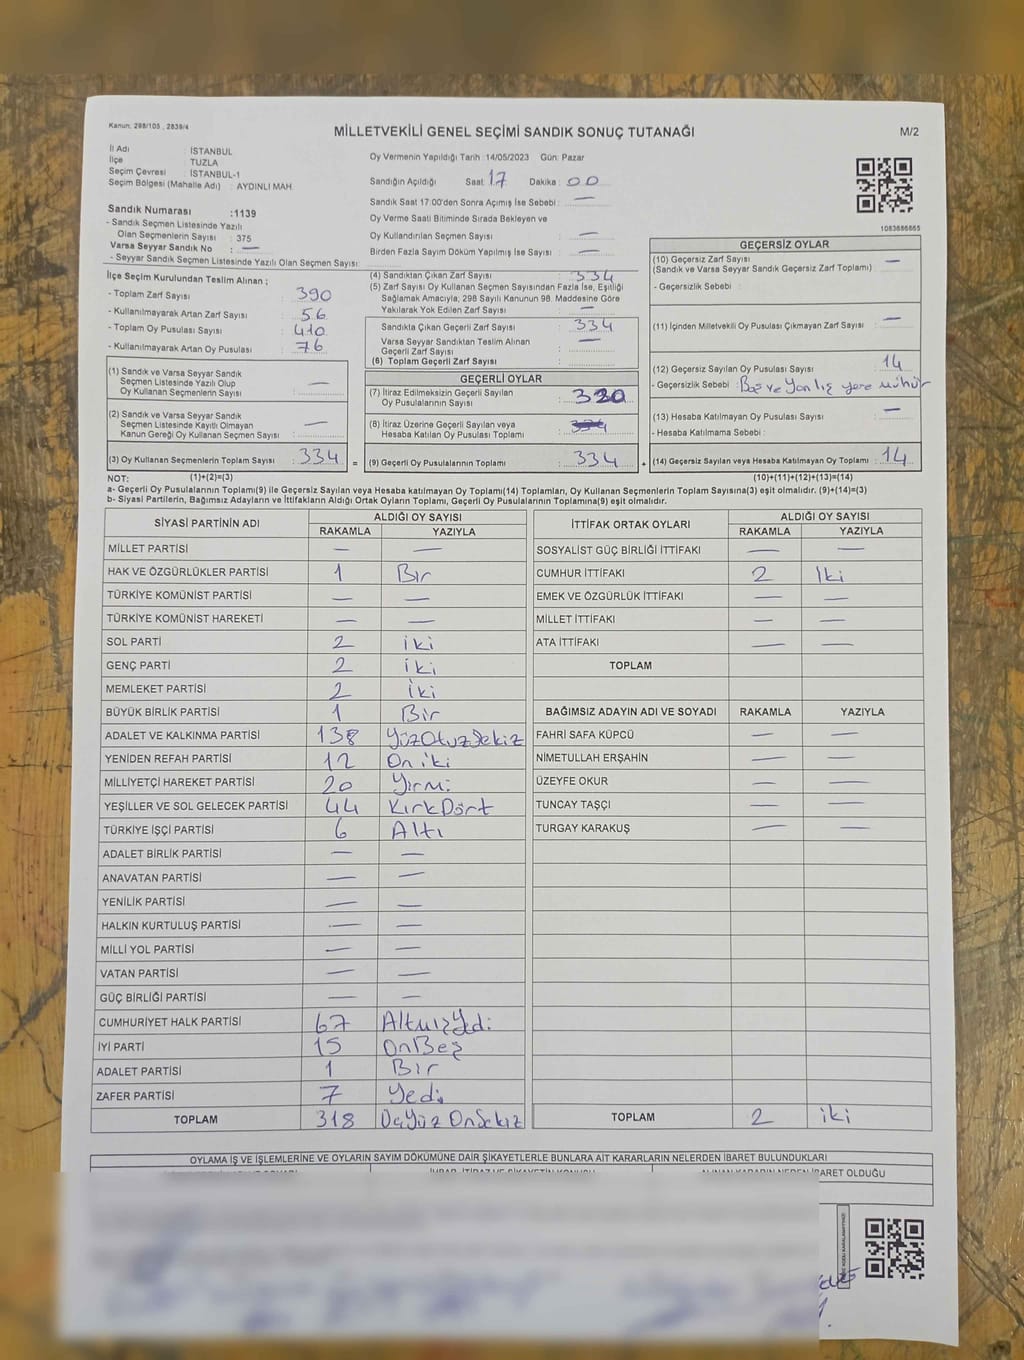 Kanun: 298/105 , 2839/4
MİLLETVEKİLİ GENEL SEÇİMİ SANDIK SONUÇ TUTANAĞI
M/2
İl Adı : İSTANBUL
İlçe : TUZLA
Seçim Çevresi : İSTANBUL-1
Seçim Bölgesi (Mahalle Adı) : AYDINLI MAH.
Sandık Numarası :1139
- Sandık Seçmen Listesinde Yazılı
Olan Seçmenlerin Sayısı : 375
Varsa Seyyar Sandık No : —
- Seyyar Sandık Seçmen Listesinde Yazılı Olan Seçmen Sayısı:
Oy Vermenin Yapıldığı Tarih :14/05/2023 Gün: Pazar
Sandığın Açıldığı Saat: 17 Dakika : 00
Sandık Saat 17:00'den Sonra Açımış İse Sebebi : —
Oy Verme Saati Bitiminde Sırada Bekleyen ve
Oy Kullandırılan Seçmen Sayısı : —
Birden Fazla Sayım Döküm Yapılmış İse Sayısı : —
1083686665
İlçe Seçim Kurulundan Teslim Alınan ;
- Toplam Zarf Sayısı : 390
- Kullanılmayarak Artan Zarf Sayısı : 56
- Toplam Oy Pusulası Sayısı : 410
- Kullanılmayarak Artan Oy Pusulası : 76
(1) Sandık ve Varsa Seyyar Sandık
Seçmen Listesinde Yazılı Olup
Oy Kullanan Seçmenlerin Sayısı : —
(2) Sandık ve Varsa Seyyar Sandık
Seçmen Listesinde Kayıtlı Olmayan
Kanun Gereği Oy Kullanan Seçmen Sayısı : —
(3) Oy Kullanan Seçmenlerin Toplam Sayısı : 334
(4) Sandıktan Çıkan Zarf Sayısı : 334
(5) Zarf Sayısı Oy Kullanan Seçmen Sayısından Fazla İse, Eşitliği
Sağlamak Amacıyla; 298 Sayılı Kanunun 98. Maddesine Göre
Yakılarak Yok Edilen Zarf Sayısı : —
Sandıkta Çıkan Geçerli Zarf Sayısı : 334
Varsa Seyyar Sandıktan Teslim Alınan
Geçerli Zarf Sayısı : —
(6) Toplam Geçerli Zarf Sayısı :
GEÇERLİ OYLAR
(7) İtiraz Edilmeksizin Geçerli Sayılan
Oy Pusulalarının Sayısı : 320
(8) İtiraz Üzerine Geçerli Sayılan veya
Hesaba Katılan Oy Pusulası Toplamı : 334
= (9) Geçerli Oy Pusulalarının Toplamı : 334 +
GEÇERSİZ OYLAR
(10) Geçersiz Zarf Sayısı : —
(Sandık ve Varsa Seyyar Sandık Geçersiz Zarf Toplamı)
- Geçersizlik Sebebi :
(11) İçinden Milletvekili Oy Pusulası Çıkmayan Zarf Sayısı : —
(12) Geçersiz Sayılan Oy Pusulası Sayısı : 14
- Geçersizlik Sebebi : Boş ve Yanlış yere mühür
(13) Hesaba Katılmayan Oy Pusulası Sayısı : —
- Hesaba Katılmama Sebebi :
(14) Geçersiz Sayılan veya Hesaba Katılmayan Oy Toplamı : 14
NOT: (1)+(2)=(3)
(10)+(11)+(12)+(13)=(14)
a- Geçerli Oy Pusulalarının Toplamı(9) ile Geçersiz Sayılan veya Hesaba katılmayan Oy Toplamı(14) Toplamları, Oy Kullanan Seçmenlerin Toplam Sayısına(3) eşit olmalıdır. (9)+(14)=(3)
b- Siyasi Partilerin, Bağımsız Adayların ve İttifakların Aldığı Ortak Oyların Toplamı, Geçerli Oy Pusulalarının Toplamına(9) eşit olmalıdır.
SİYASİ PARTİNİN ADI ALDIĞI OY SAYISI
RAKAMLA YAZIYLA
MİLLET PARTİSİ — —
HAK VE ÖZGÜRLÜKLER PARTİSİ 1 Bir
TÜRKİYE KOMÜNİST PARTİSİ — —
TÜRKİYE KOMÜNİST HAREKETİ — —
SOL PARTİ 2 iki
GENÇ PARTİ 2 iki
MEMLEKET PARTİSİ 2 iki
BÜYÜK BİRLİK PARTİSİ 1 Bir
ADALET VE KALKINMA PARTİSİ 138 YüzOtuzSekiz
YENİDEN REFAH PARTİSİ 12 On iki
MİLLİYETÇİ HAREKET PARTİSİ 20 Yirmi
YEŞİLLER VE SOL GELECEK PARTİSİ 44 KırkDört
TÜRKİYE İŞÇİ PARTİSİ 6 Altı
ADALET BİRLİK PARTİSİ — —
ANAVATAN PARTİSİ — —
YENİLİK PARTİSİ — —
HALKIN KURTULUŞ PARTİSİ — —
MİLLİ YOL PARTİSİ — —
VATAN PARTİSİ — —
GÜÇ BİRLİĞİ PARTİSİ — —
CUMHURİYET HALK PARTİSİ 67 AltmışYedi
İYİ PARTİ 15 OnBeş
ADALET PARTİSİ 1 Bir
ZAFER PARTİSİ 7 Yedi
TOPLAM 318 ÜçYüz OnSekiz
İTTİFAK ORTAK OYLARI ALDIĞI OY SAYISI
RAKAMLA YAZIYLA
SOSYALİST GÜÇ BİRLİĞİ İTTİFAKI — —
CUMHUR İTTİFAKI 2 İki
EMEK VE ÖZGÜRLÜK İTTİFAKI — —
MİLLET İTTİFAKI — —
ATA İTTİFAKI — —
TOPLAM
BAĞIMSIZ ADAYIN ADI VE SOYADI RAKAMLA YAZIYLA
FAHRİ SAFA KÜPCÜ — —
NİMETULLAH ERŞAHİN — —
ÜZEYFE OKUR — —
TUNCAY TAŞÇI — —
TURGAY KARAKUŞ — —
TOPLAM 2 iki
OYLAMA İŞ VE İŞLEMLERİNE VE OYLARIN SAYIM DÖKÜMÜNE DAİR ŞİKAYETLERLE BUNLARA AİT KARARLARIN NELERDEN İBARET BULUNDUKLARI
İBARET OLDUĞU